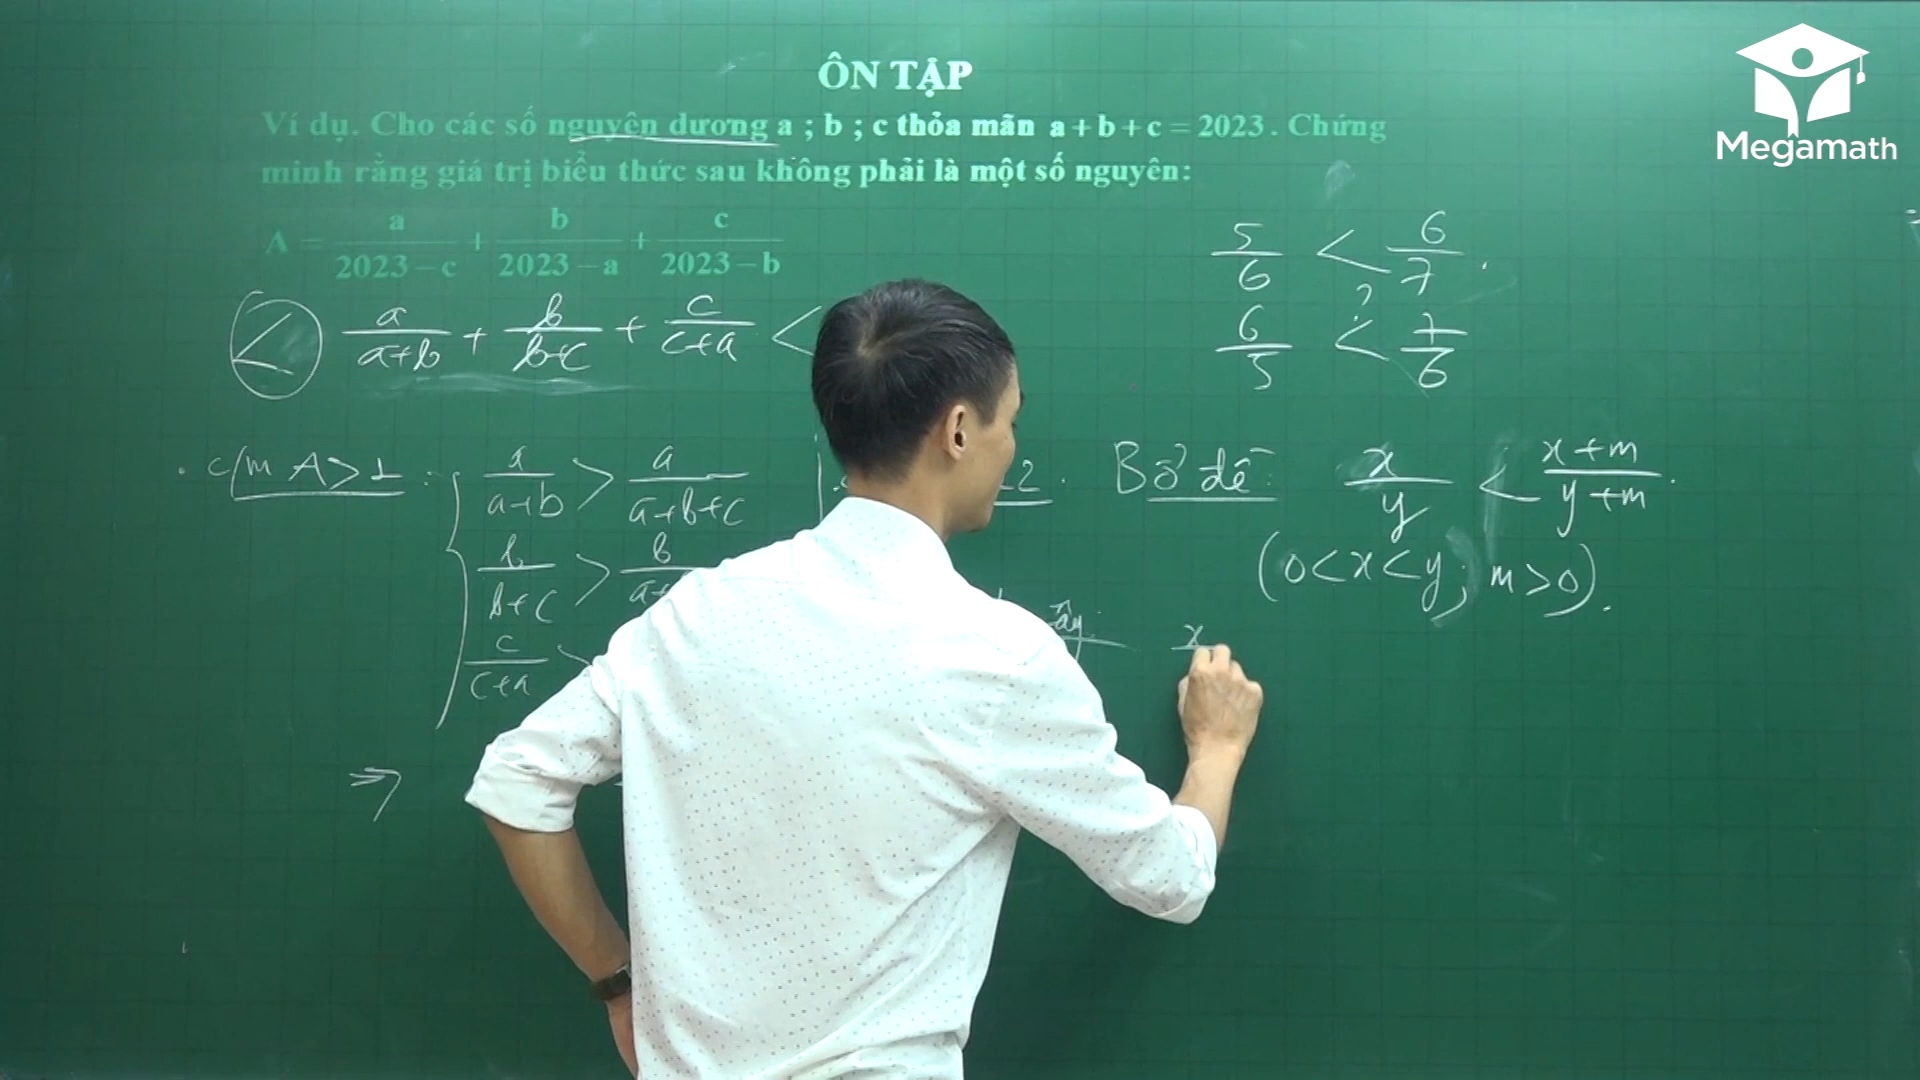 ÔN TẬP
Ví dụ. Cho các số nguyên dương a ; b ; c thỏa mãn a + b + c = 2023. Chứng
minh rằng giá trị biểu thức sau không phải là một số nguyên:
A = a/(2023 − c) + b/(2023 − a) + c/(2023 − b)
< a/(a+b) + b/(b+c) + c/(c+a) <
5/6 < 6/7.
?
6/5 < 7/6
. c/m A > 1 :
a/(a+b) > a/(a+b+c)
b/(b+c) > b/(a+
c/(c+a) >
⇒
2.
Bổ đề: x/y < (x+m)/(y+m).
(0 < x < y; m > 0).
x
Megamath